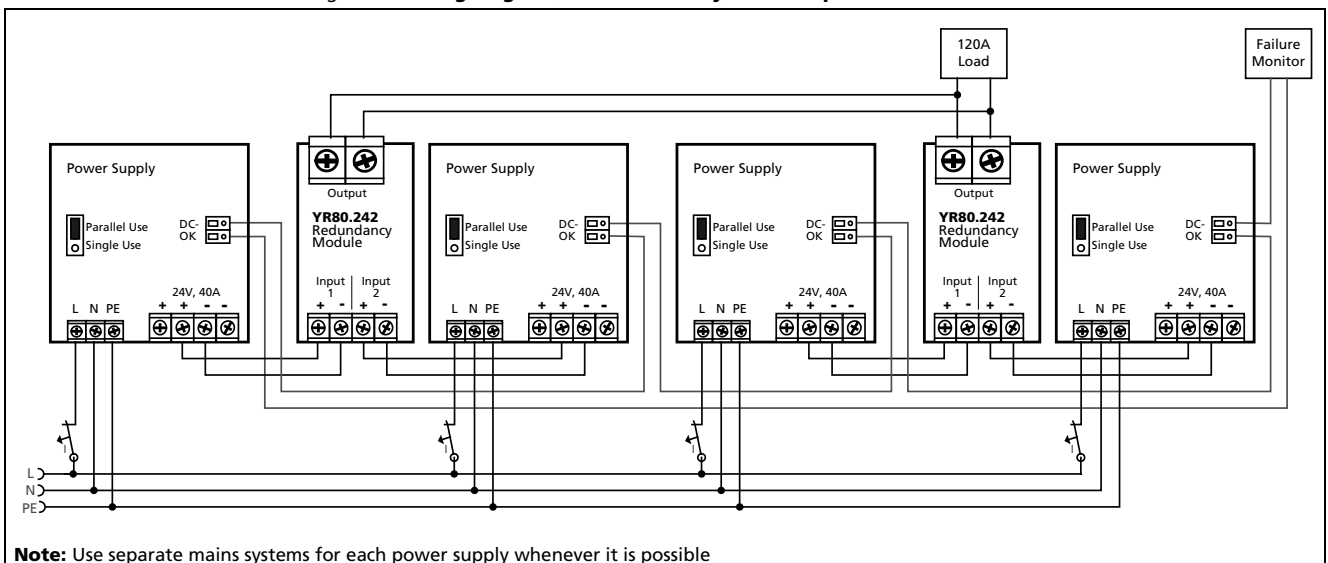 120A
Load
Failure
Monitor
Power Supply
Parallel Use
Single Use
DC-
OK
24V, 40A
L N PE
+ + - -
Output
YR80.242
Redundancy
Module
Input
1
Input
2
+ - + -
Power Supply
Parallel Use
Single Use
DC-
OK
24V, 40A
L N PE
+ + - -
Power Supply
Parallel Use
Single Use
DC-
OK
24V, 40A
L N PE
+ + - -
Output
YR80.242
Redundancy
Module
Input
1
Input
2
+ - + -
Power Supply
Parallel Use
Single Use
DC-
OK
24V, 40A
L N PE
+ + - -
I
I
I
I
L
N
PE
Note: Use separate mains systems for each power supply whenever it is possible